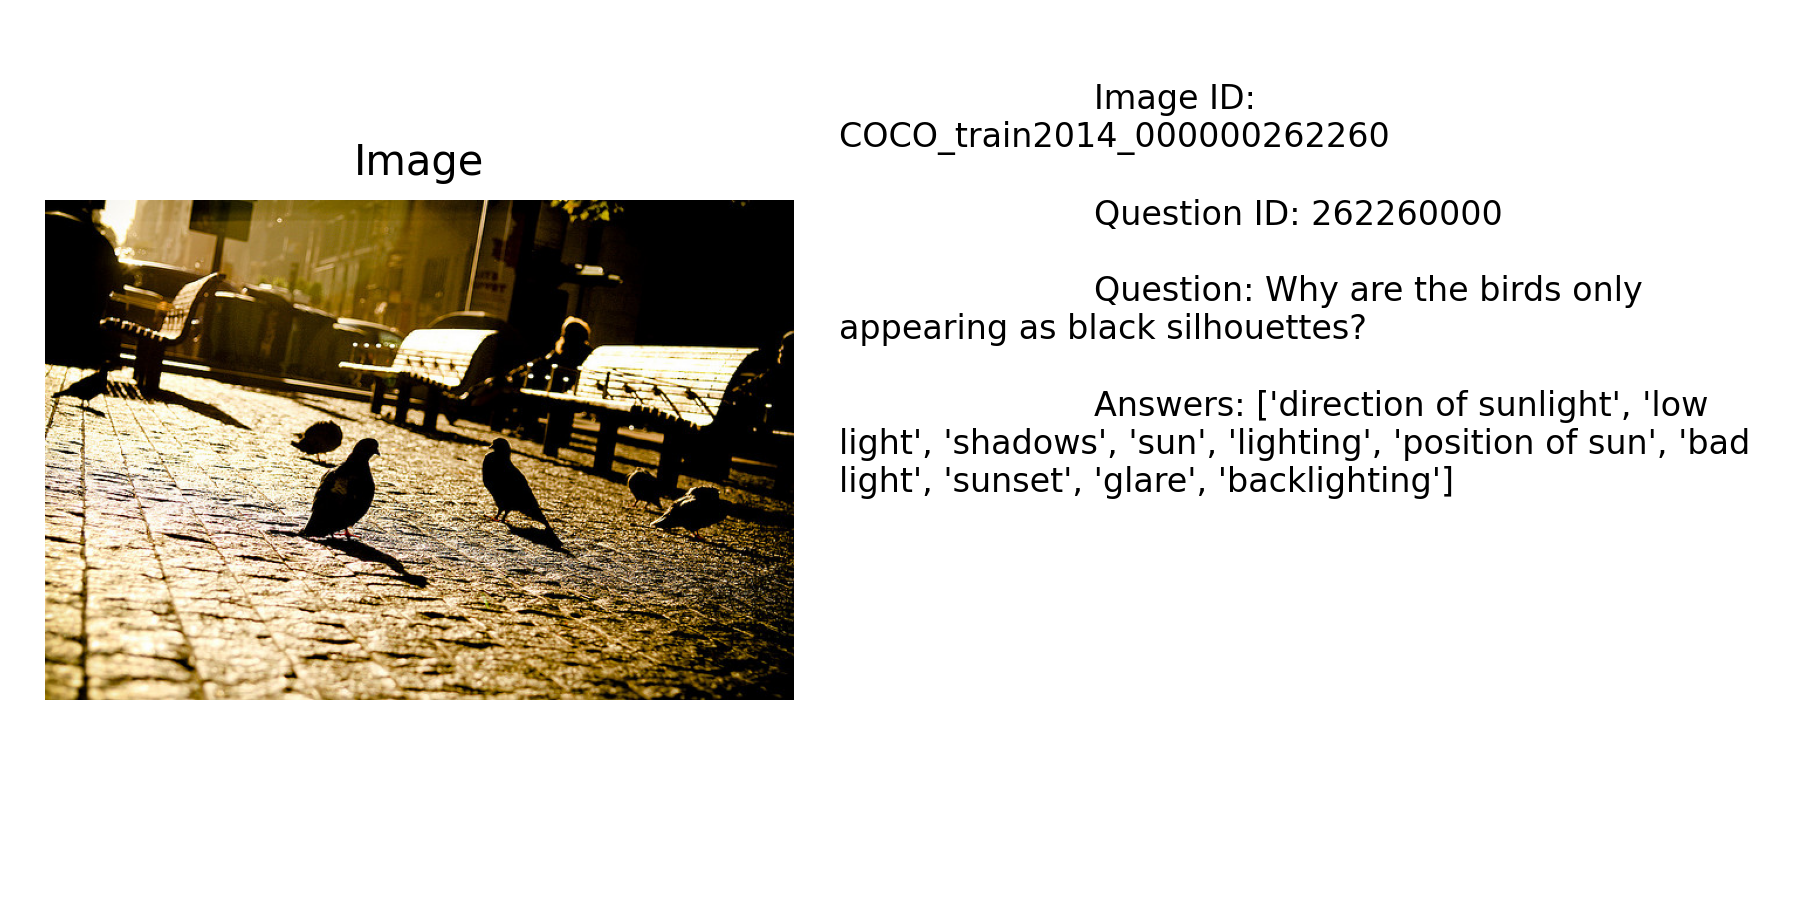 Image
Image ID:
COCO_train2014_000000262260
Question ID: 262260000
Question: Why are the birds only
appearing as black silhouettes?
Answers: ['direction of sunlight', 'low
light', 'shadows', 'sun', 'lighting', 'position of sun', 'bad
light', 'sunset', 'glare', 'backlighting']